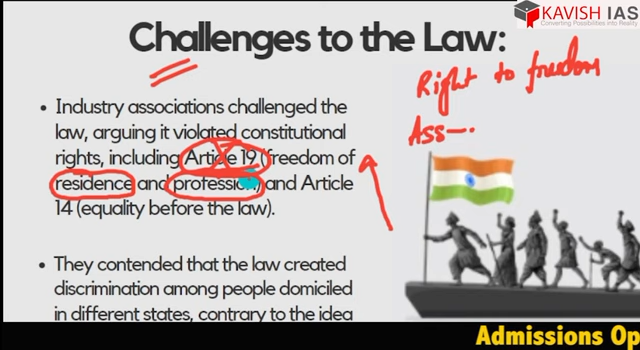 KAVISH IAS
Converting Possibilities into Reality
Challenges to the Law:
Right to freedom
Ass
• Industry associations challenged the
law, arguing it violated constitutional
rights, including Article 19 (freedom of
residence and profession) and Article
14 (equality before the law).
• They contended that the law created
discrimination among people domiciled
in different states, contrary to the idea
Admissions Op